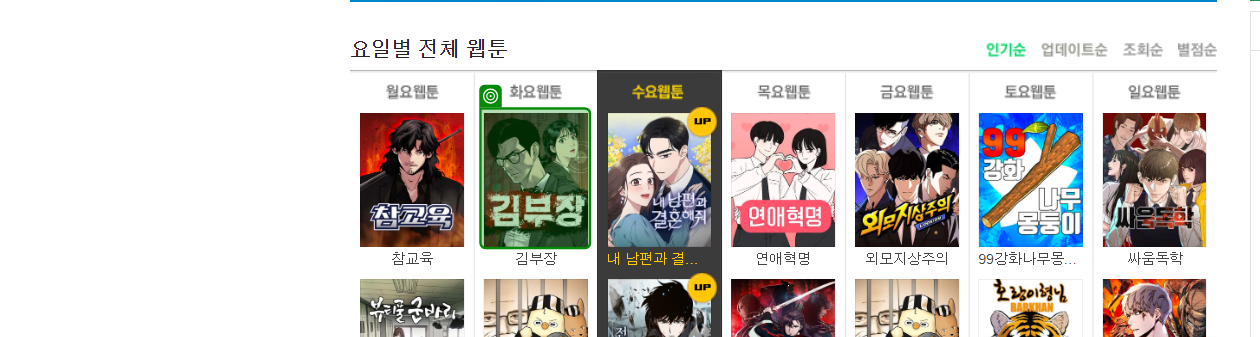 요일별 전체 웹툰
인기순 업데이트순 조회순 별점순
월요웹툰 화요웹툰 수요웹툰 목요웹툰 금요웹툰 토요웹툰 일요웹툰
UP
참교육
김부장
내 남편과
결혼해줘
연애혁명
외모지상주의
LOOKISM
99
강화
나무
몽둥이
싸움독학
참교육 김부장 내 남편과 결... 연애혁명 외모지상주의 99강화나무몽... 싸움독학
뷰티풀 군바리
UP
전
호랑이형님
BARKHAN